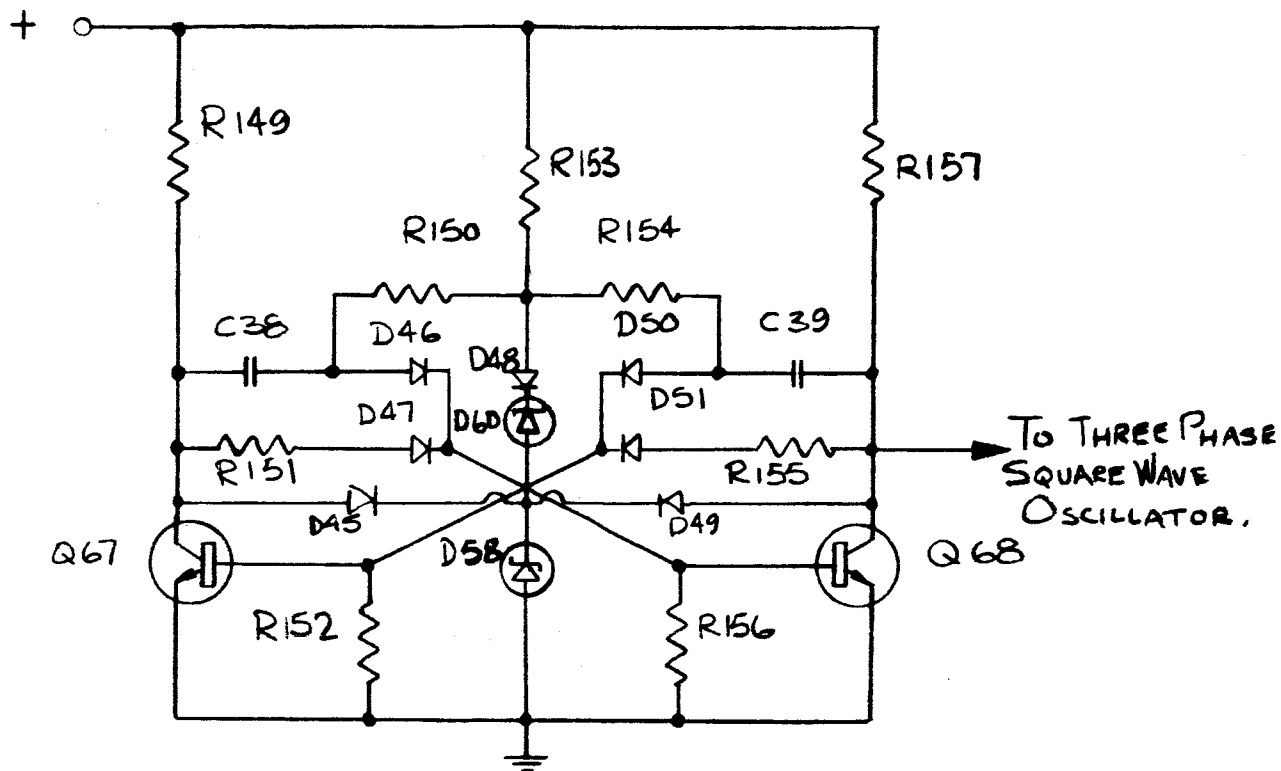 +
R149
R153
R157
R150
R154
C38
D46
D48
D50
C39
D47
D60
D51
R151
R155
D45
D49
Q67
D58
Q68
R152
R156
To Three Phase
Square Wave
Oscillator.